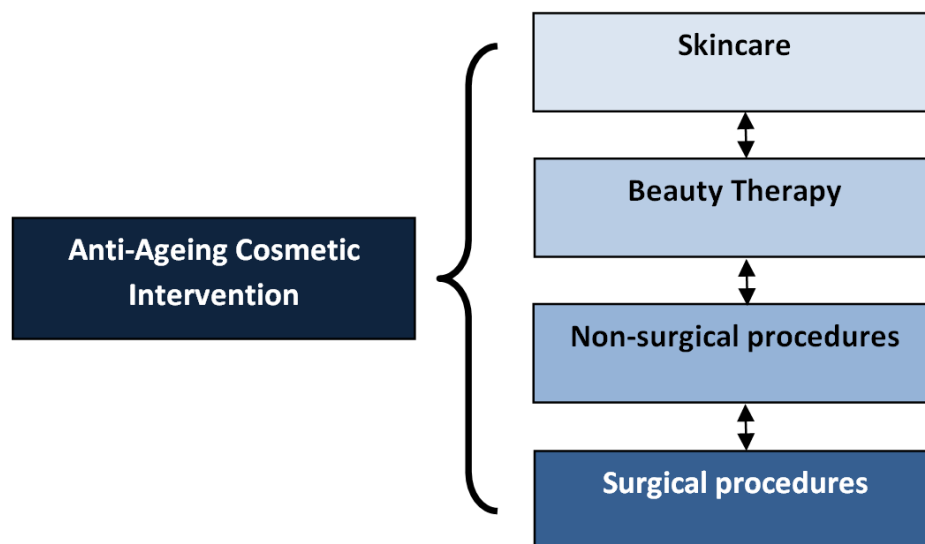 Skincare
Beauty Therapy
Anti-Ageing Cosmetic
Intervention
Non-surgical procedures
Surgical procedures